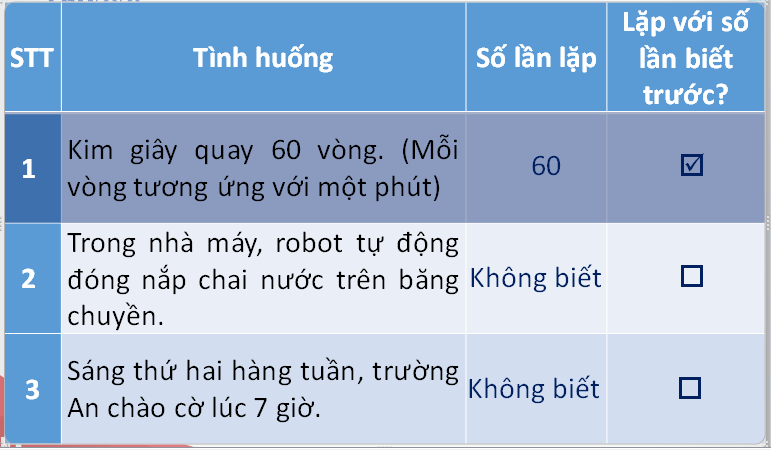 STT
Tình huống
Số lần lặp
Lặp với số
lần biết
trước?
1
Kim giây quay 60 vòng. (Mỗi
vòng tương ứng với một phút)
60
2
Trong nhà máy, robot tự động
đóng nắp chai nước trên băng
chuyền.
Không biết
3
Sáng thứ hai hàng tuần, trường
An chào cờ lúc 7 giờ.
Không biết